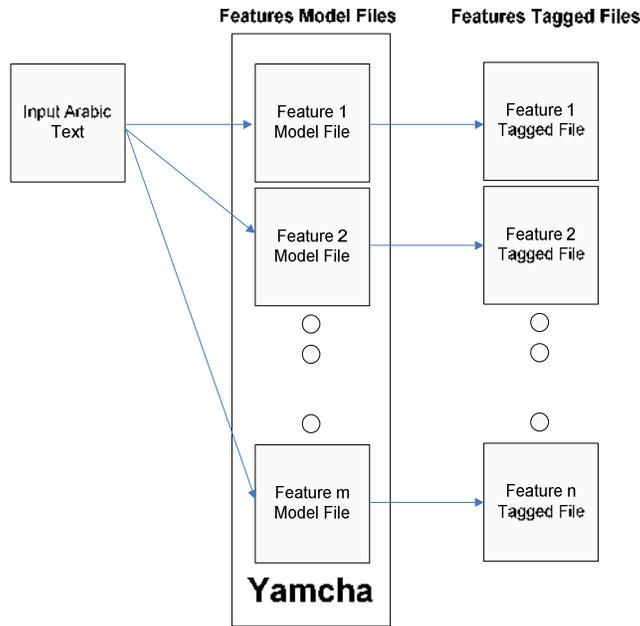 Features Model Files
Features Tagged Files
Input Arabic
Text
Feature 1
Model File
Feature 1
Tagged File
Feature 2
Model File
Feature 2
Tagged File
Feature m
Model File
Feature n
Tagged File
Yamcha